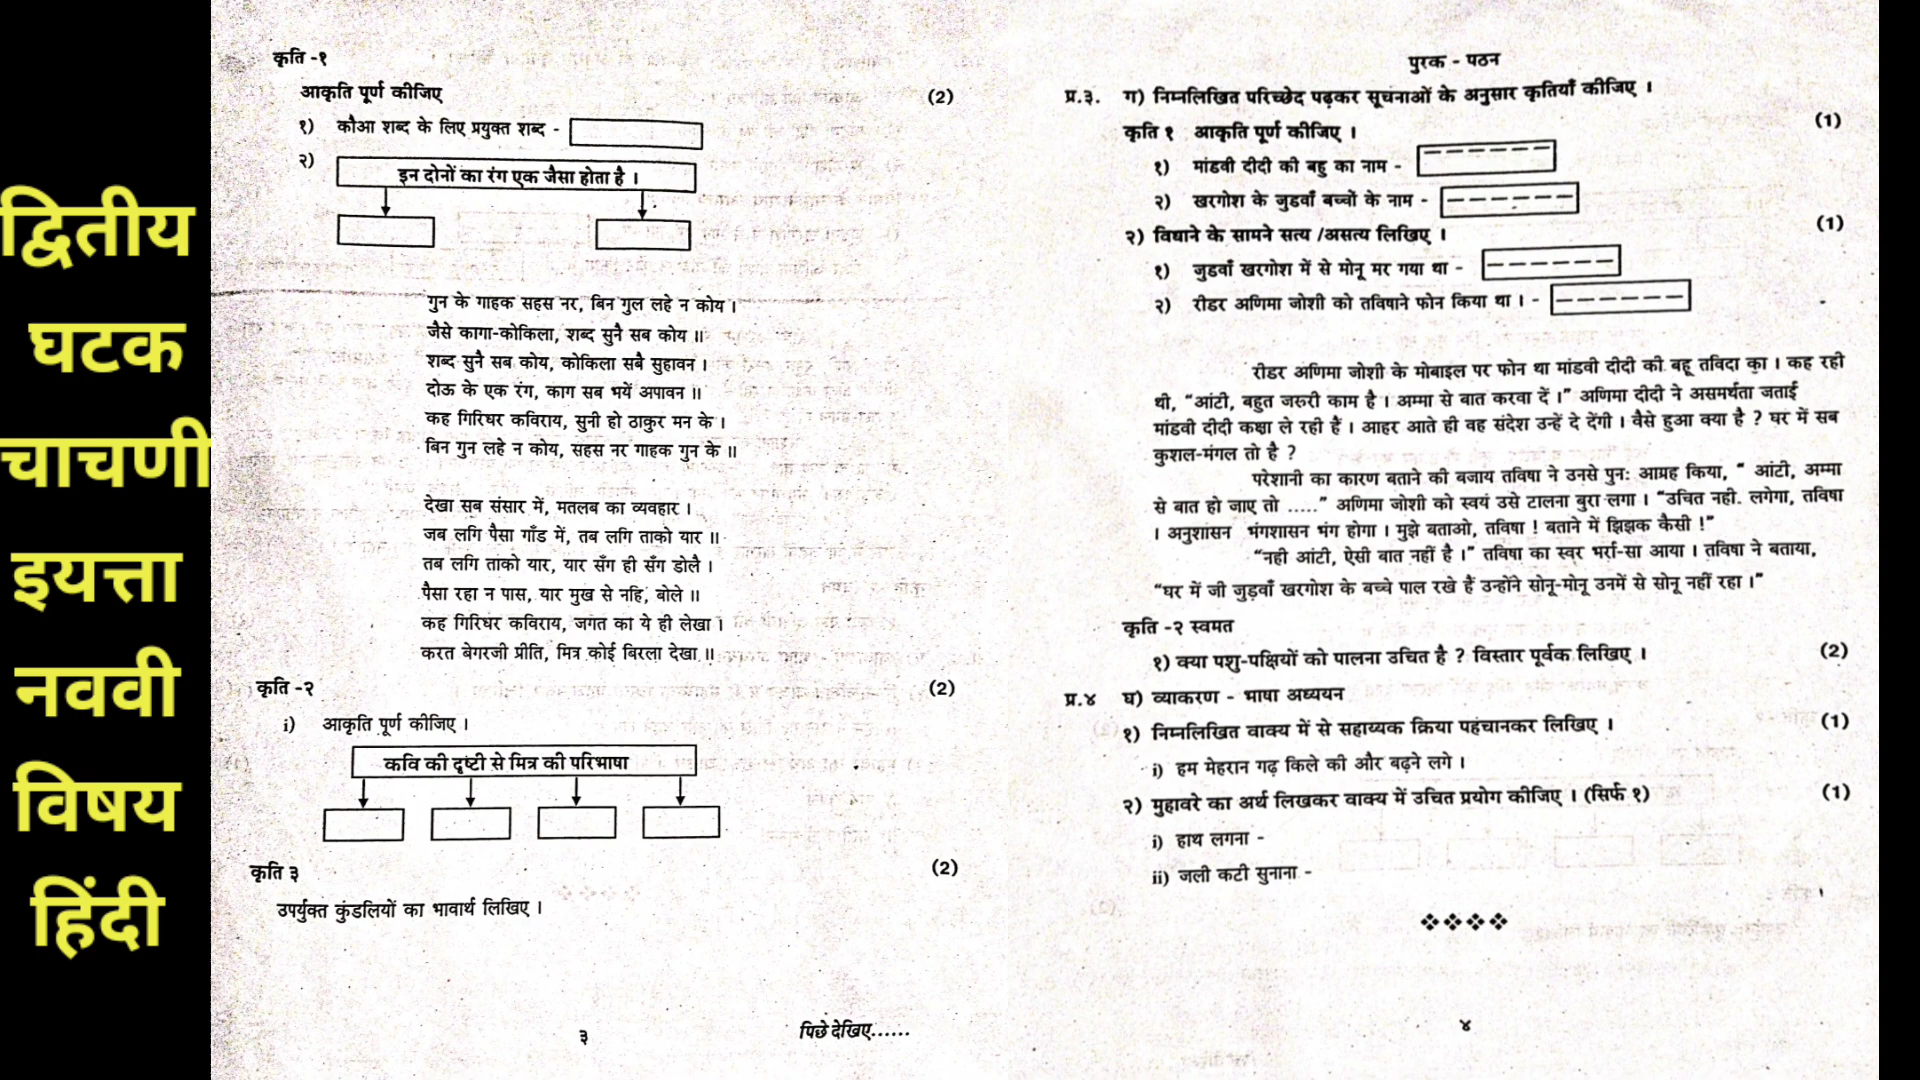 द्वितीय
घटक
चाचणी
इयत्ता
नववी
विषय
हिंदी
कृति -१
आकृति पूर्ण कीजिए (2)
१) कौआ शब्द के लिए प्रयुक्त शब्द -
२)
इन दोनों का रंग एक जैसा होता है ।
गुन के गाहक सहस नर, बिन गुल लहे न कोय ।
जैसे कागा-कोकिला, शब्द सुनै सब कोय ॥
शब्द सुनै सब कोय, कोकिला सबै सुहावन ।
दोऊ के एक रंग, काग सब भयें अपावन ॥
कह गिरिधर कविराय, सुनी हो ठाकुर मन के ।
बिन गुन लहे न कोय, सहस नर गाहक गुन के ॥
देखा सब संसार में, मतलब का व्यवहार ।
जब लगि पैसा गाँड में, तब लगि ताको यार ॥
तब लगि ताको यार, यार सँग ही सँग डोलै ।
पैसा रहा न पास, यार मुख से नहि, बोले ॥
कह गिरिधर कविराय, जगत का ये ही लेखा ।
करत बेगरजी प्रीति, मित्र कोई बिरला देखा ॥
कृति -२ (2)
i) आकृति पूर्ण कीजिए ।
कवि की दृष्टी से मित्र की परिभाषा
कृति ३ (2)
उपर्युक्त कुंडलियों का भावार्थ लिखिए ।
३
पिछे देखिए......
पुरक - पठन
प्र.३. ग) निम्नलिखित परिच्छेद पढ़कर सूचनाओं के अनुसार कृतियाँ कीजिए ।
कृति १ आकृति पूर्ण कीजिए । (1)
१) मांडवी दीदी की बहु का नाम - ------
२) खरगोश के जुडवाँ बच्चों के नाम - ------
२) विधाने के सामने सत्य /असत्य लिखिए । (1)
१) जुडवाँ खरगोश में से मोनू मर गया था - ------
२) रीडर अणिमा जोशी को तविषाने फोन किया था । - ------
रीडर अणिमा जोशी के मोबाइल पर फोन था मांडवी दीदी की बहू तविदा का । कह रही
थी, “आंटी, बहुत जरुरी काम है । अम्मा से बात करवा दें ।” अणिमा दीदी ने असमर्थता जताई
मांडवी दीदी कक्षा ले रही हैं । आहर आते ही वह संदेश उन्हें दे देंगी । वैसे हुआ क्या है ? घर में सब
कुशल-मंगल तो है ?
परेशानी का कारण बताने की बजाय तविषा ने उनसे पुनः आग्रह किया, “ आंटी, अम्मा
से बात हो जाए तो .....” अणिमा जोशी को स्वयं उसे टालना बुरा लगा । “उचित नही. लगेगा, तविषा
। अनुशासन भंगशासन भंग होगा । मुझे बताओ, तविषा ! बताने में झिझक कैसी !”
“नही आंटी, ऐसी बात नहीं है ।” तविषा का स्वर भर्रा-सा आया । तविषा ने बताया,
“घर में जी जुड़वाँ खरगोश के बच्चे पाल रखे हैं उन्होंने सोनू-मोनू उनमें से सोनू नहीं रहा ।”
कृति -२ स्वमत
१) क्या पशु-पक्षियों को पालना उचित है ? विस्तार पूर्वक लिखिए । (2)
प्र.४ घ) व्याकरण - भाषा अध्ययन
१) निम्नलिखित वाक्य में से सहाय्यक क्रिया पहंचानकर लिखिए । (1)
i) हम मेहरान गढ़ किले की और बढ़ने लगे ।
२) मुहावरे का अर्थ लिखकर वाक्य में उचित प्रयोग कीजिए । (सिर्फ १) (1)
i) हाथ लगना -
ii) जली कटी सुनाना -
४